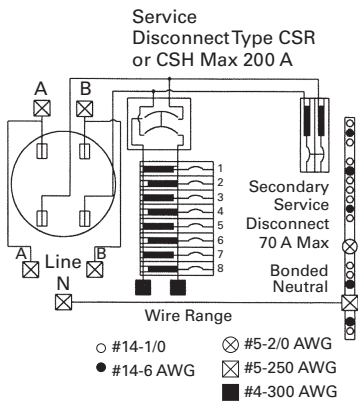 Service
Disconnect Type CSR
or CSH Max 200 A
A
B
1
2
3
4
5
6
7
8
Secondary
Service
Disconnect
70 A Max
A
Line
B
N
Bonded
Neutral
Wire Range
#14-1/0
#14-6 AWG
#5-2/0 AWG
#5-250 AWG
#4-300 AWG